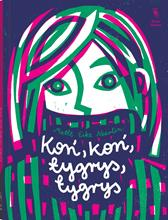 Mette Eike Neerlin
Koń, koń,
tygrys,
tygrys